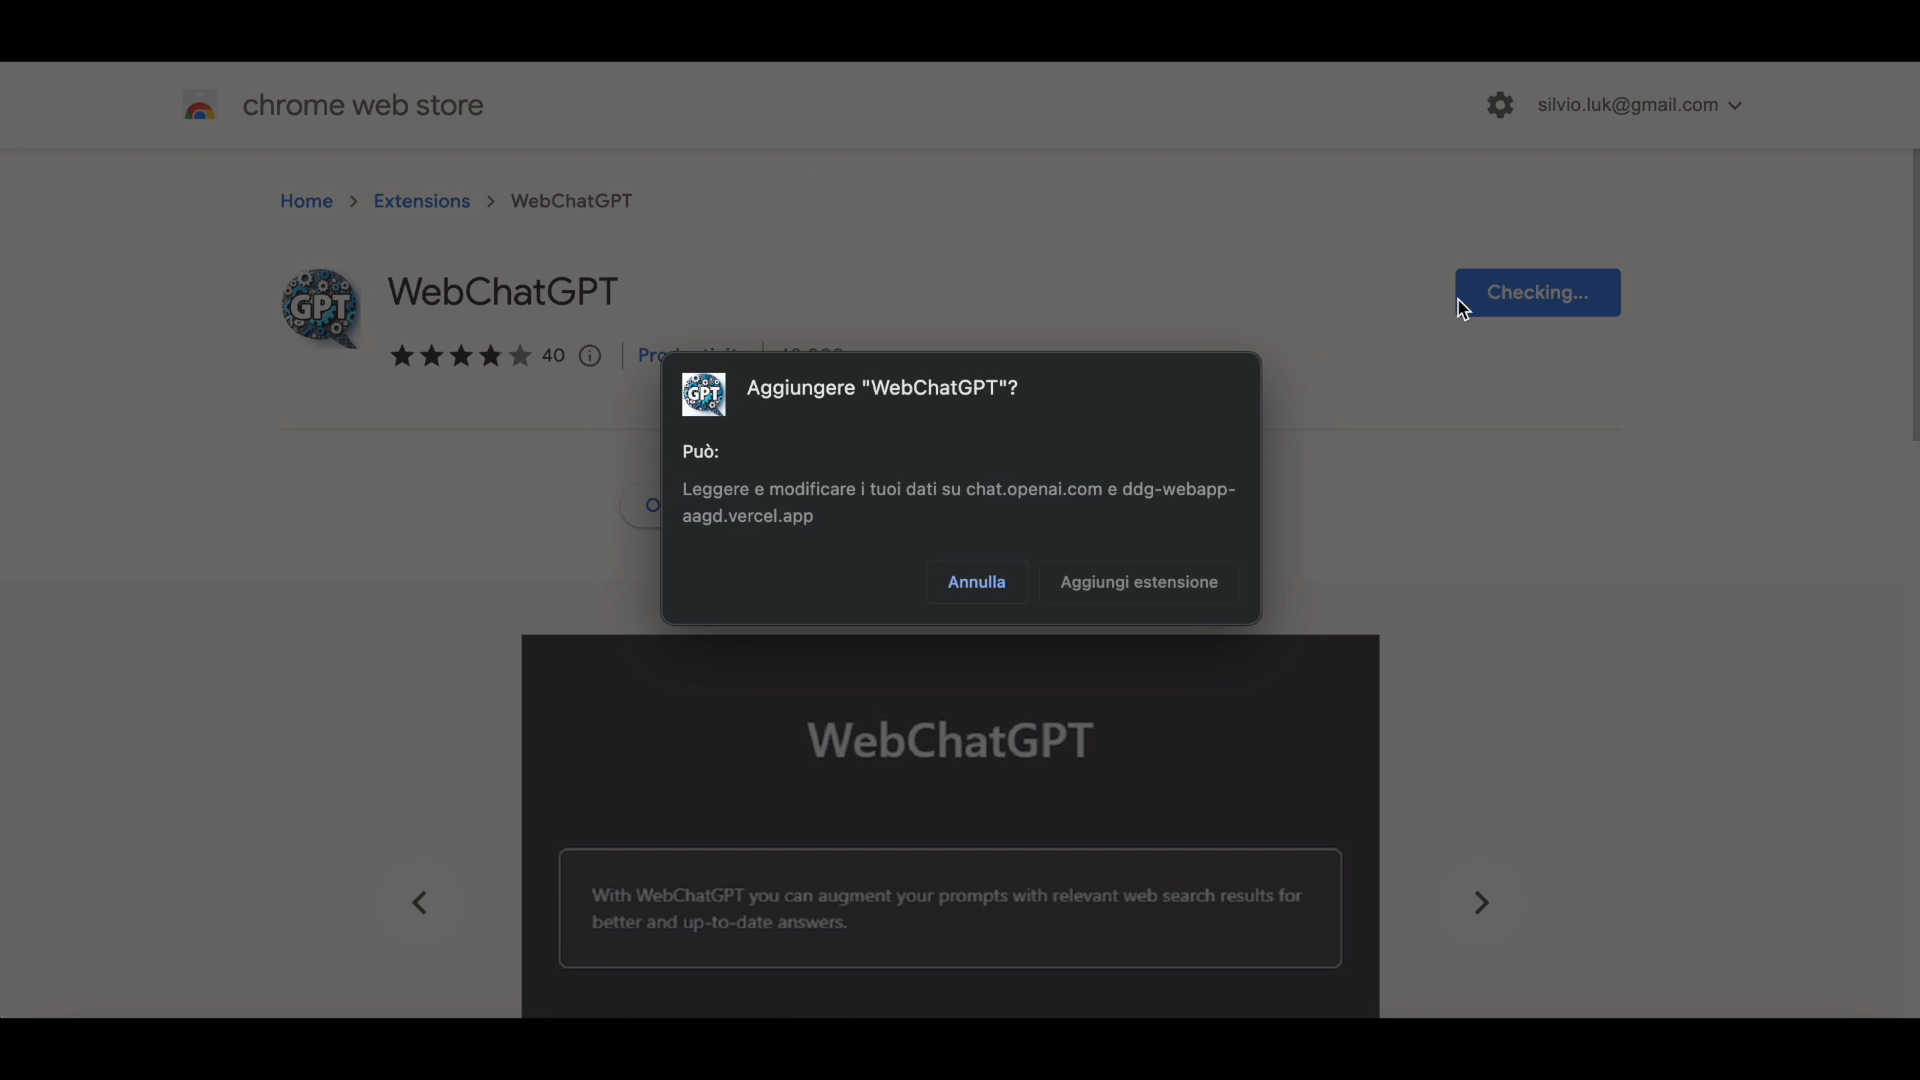 chrome web store
silvio.luk@gmail.com
Home > Extensions > WebChatGPT
GPT
WebChatGPT
Checking...
40
GPT
Aggiungere "WebChatGPT"?
Può:
Leggere e modificare i tuoi dati su chat.openai.com e ddg-webapp-
aagd.vercel.app
Annulla
Aggiungi estensione
WebChatGPT
With WebChatGPT you can augment your prompts with relevant web search results for
better and up-to-date answers.